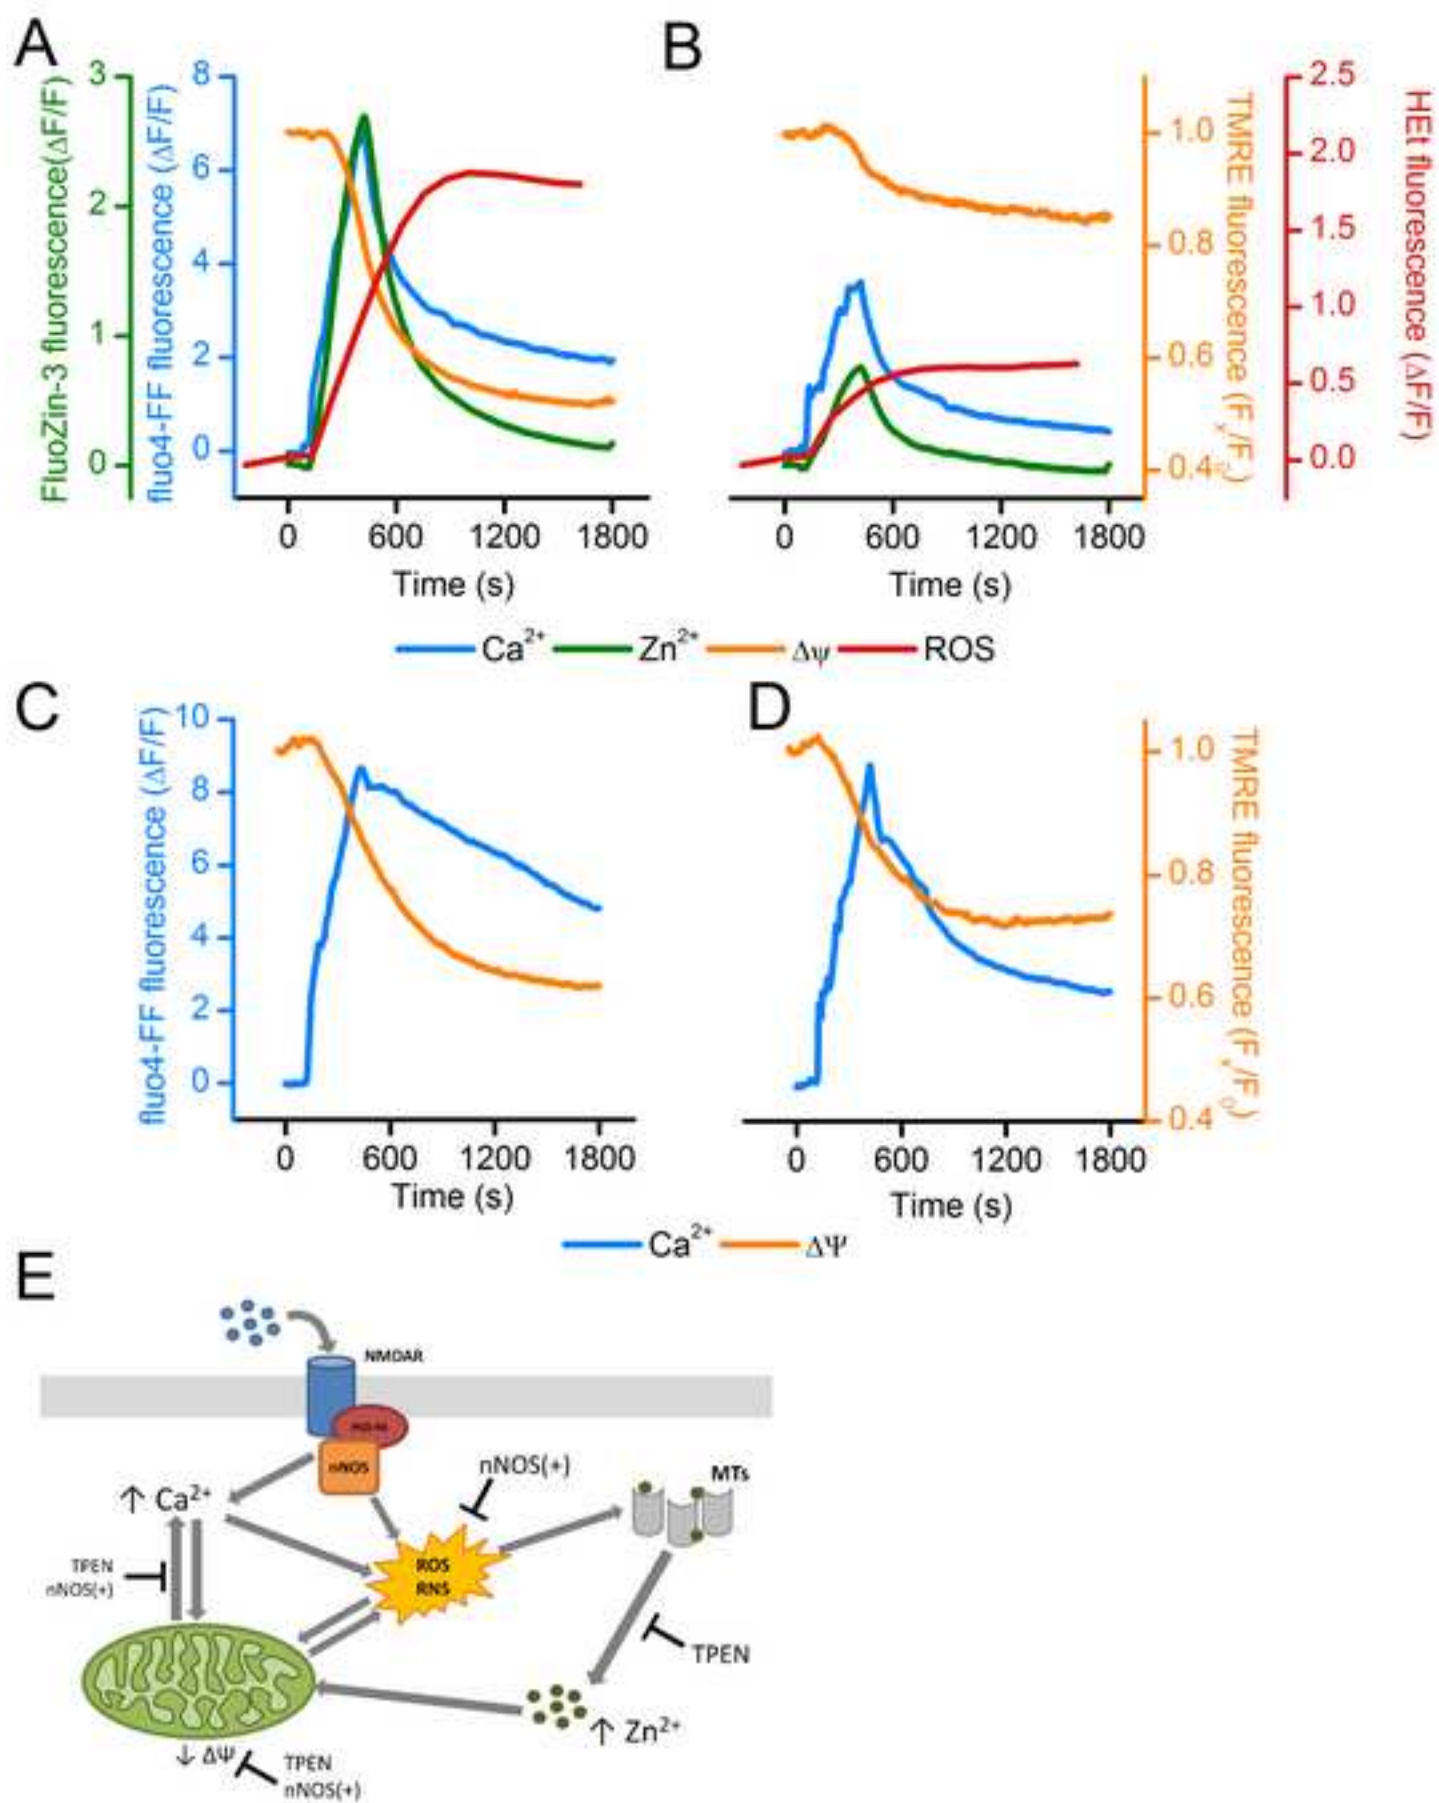 A
B
FluoZin-3 fluorescence(ΔF/F)
3
2
1
0
fluo4-FF fluorescence (ΔF/F)
8
6
4
2
0
0 600 1200 1800
Time (s)
0 600 1200 1800
Time (s)
1.0
0.8
0.6
0.4
TMRE fluorescence
2.5
2.0
1.5
1.0
0.5
0.0
HEt fluorescence (ΔF/F)
Ca²⁺ Zn²⁺ Δψ ROS
C
D
fluo4-FF fluorescence (ΔF/F)
10
8
6
4
2
0
0 600 1200 1800
Time (s)
0 600 1200 1800
Time (s)
1.0
0.8
0.6
0.4
TMRE fluorescence
Ca²⁺ ΔΨ
E
NMDAR
nNOS
nNOS(+)
MTs
↑ Ca²⁺
ROS
RNS
TPEN
nNOS(+)
TPEN
↑ Zn²⁺
↓ ΔΨ
TPEN
nNOS(+)